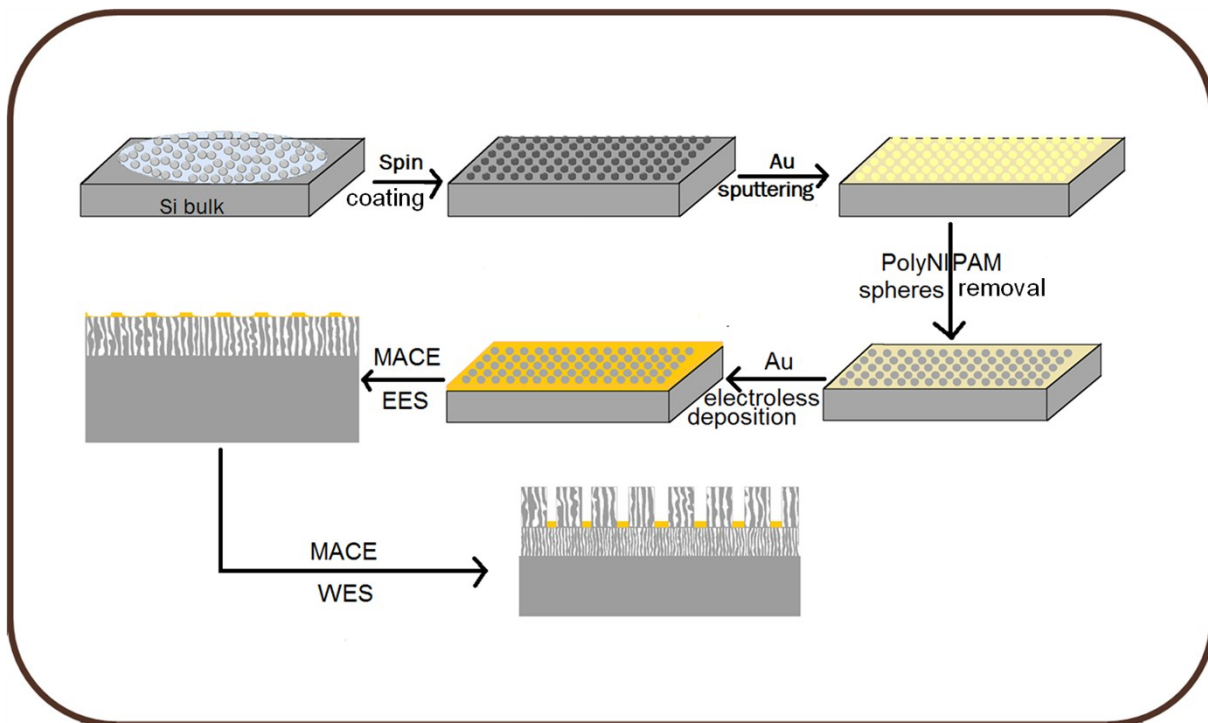 Si bulk
Spin
coating
Au
sputtering
PolyNIPAM
spheres removal
Au
electroless
deposition
MACE
EES
MACE
WES